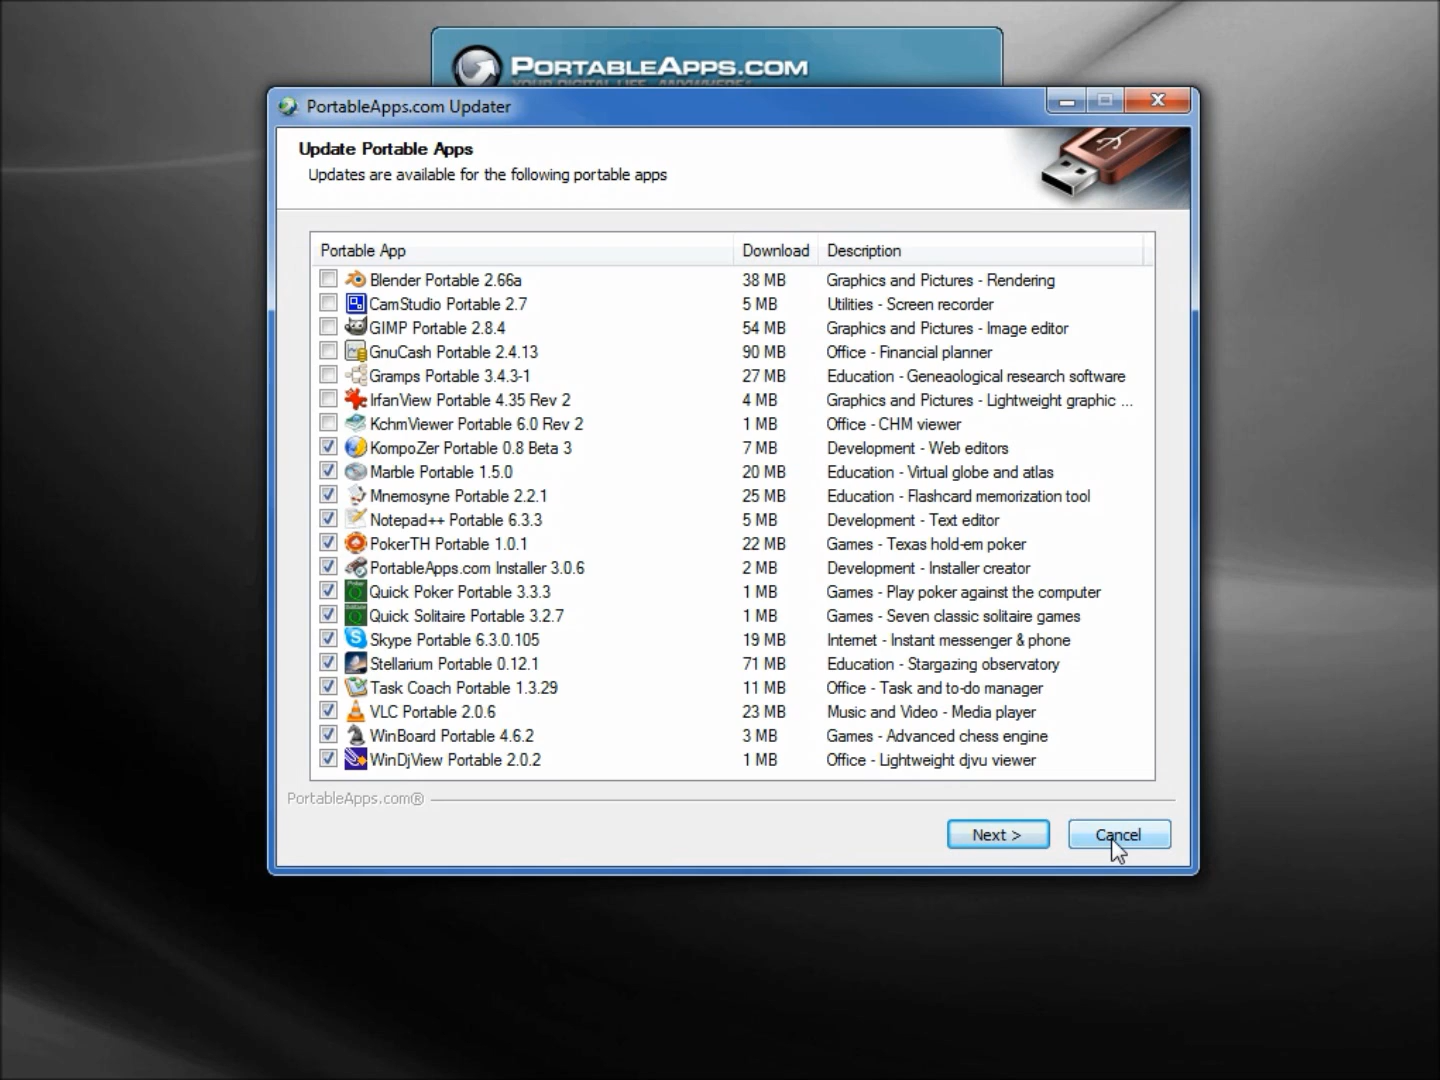 PORTABLEAPPS.COM
YOUR DIGITAL LIFE, ANYWHERE®
PortableApps.com Updater
Update Portable Apps
Updates are available for the following portable apps
Portable App Download Description
Blender Portable 2.66a 38 MB Graphics and Pictures - Rendering
CamStudio Portable 2.7 5 MB Utilities - Screen recorder
GIMP Portable 2.8.4 54 MB Graphics and Pictures - Image editor
GnuCash Portable 2.4.13 90 MB Office - Financial planner
Gramps Portable 3.4.3-1 27 MB Education - Geneaological research software
IrfanView Portable 4.35 Rev 2 4 MB Graphics and Pictures - Lightweight graphic ...
KchmViewer Portable 6.0 Rev 2 1 MB Office - CHM viewer
KompoZer Portable 0.8 Beta 3 7 MB Development - Web editors
Marble Portable 1.5.0 20 MB Education - Virtual globe and atlas
Mnemosyne Portable 2.2.1 25 MB Education - Flashcard memorization tool
Notepad++ Portable 6.3.3 5 MB Development - Text editor
PokerTH Portable 1.0.1 22 MB Games - Texas hold-em poker
PortableApps.com Installer 3.0.6 2 MB Development - Installer creator
Quick Poker Portable 3.3.3 1 MB Games - Play poker against the computer
Quick Solitaire Portable 3.2.7 1 MB Games - Seven classic solitaire games
Skype Portable 6.3.0.105 19 MB Internet - Instant messenger & phone
Stellarium Portable 0.12.1 71 MB Education - Stargazing observatory
Task Coach Portable 1.3.29 11 MB Office - Task and to-do manager
VLC Portable 2.0.6 23 MB Music and Video - Media player
WinBoard Portable 4.6.2 3 MB Games - Advanced chess engine
WinDjView Portable 2.0.2 1 MB Office - Lightweight djvu viewer
PortableApps.com®
Next > Cancel